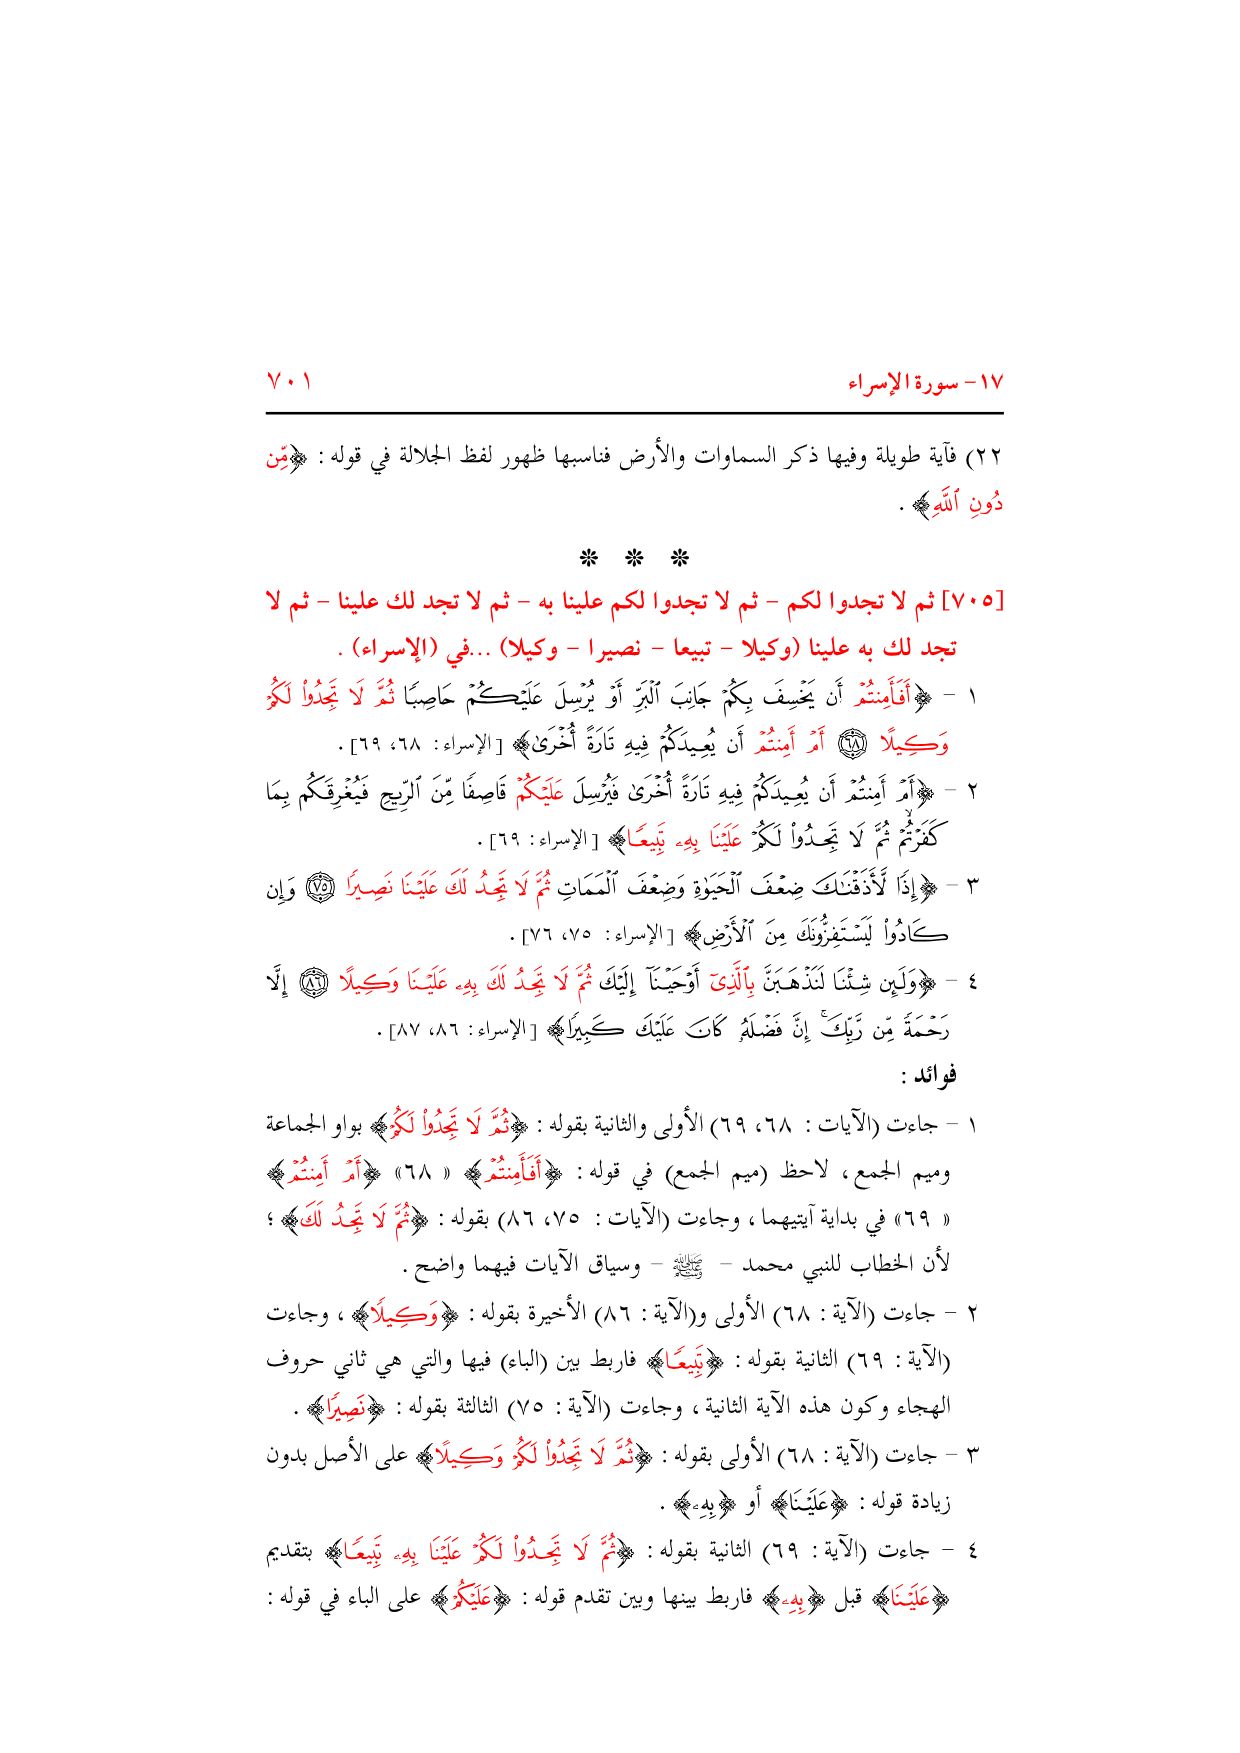 ١٧- سورة الإسراء ٧٠١
٢٢) فآية طويلة وفيها ذكر السماوات والأرض فناسبها ظهور لفظ الجلالة في قوله : ﴿مِّن
دُونِ ٱللَّهِ﴾ .
* * *
[٧٠٥] ثم لا تجدوا لكم – ثم لا تجدوا لكم علينا به – ثم لا تجد لك علينا – ثم لا
تجد لك به علينا (وكيلا – تبيعا – نصيرا – وكيلا) ...في (الإسراء) .
١ – ﴿أَفَأَمِنتُمْ أَن يَخْسِفَ بِكُمْ جَانِبَ ٱلْبَرِّ أَوْ يُرْسِلَ عَلَيْكُمْ حَاصِبًا ثُمَّ لَا تَجِدُوا۟ لَكُمْ
وَكِيلًا ۝٦٨ أَمْ أَمِنتُمْ أَن يُعِيدَكُمْ فِيهِ تَارَةً أُخْرَىٰ﴾ [الإسراء: ٦٨، ٦٩].
٢ – ﴿أَمْ أَمِنتُمْ أَن يُعِيدَكُمْ فِيهِ تَارَةً أُخْرَىٰ فَيُرْسِلَ عَلَيْكُمْ قَاصِفًا مِّنَ ٱلرِّيحِ فَيُغْرِقَكُم بِمَا
كَفَرْتُمْ ۙ ثُمَّ لَا تَجِدُوا۟ لَكُمْ عَلَيْنَا بِهِۦ تَبِيعًا﴾ [الإسراء: ٦٩].
٣ – ﴿إِذًا لَّأَذَقْنَٰكَ ضِعْفَ ٱلْحَيَوٰةِ وَضِعْفَ ٱلْمَمَاتِ ثُمَّ لَا تَجِدُ لَكَ عَلَيْنَا نَصِيرًا ۝٧٥ وَإِن
كَادُوا۟ لَيَسْتَفِزُّونَكَ مِنَ ٱلْأَرْضِ﴾ [الإسراء: ٧٥، ٧٦].
٤ – ﴿وَلَئِن شِئْنَا لَنَذْهَبَنَّ بِٱلَّذِىٓ أَوْحَيْنَآ إِلَيْكَ ثُمَّ لَا تَجِدُ لَكَ بِهِۦ عَلَيْنَا وَكِيلًا ۝٨٦ إِلَّا
رَحْمَةً مِّن رَّبِّكَ ۚ إِنَّ فَضْلَهُۥ كَانَ عَلَيْكَ كَبِيرًا﴾ [الإسراء: ٨٦، ٨٧].
فوائد :
١ – جاءت (الآيات : ٦٨، ٦٩) الأولى والثانية بقوله : ﴿ثُمَّ لَا تَجِدُوا۟ لَكُمْ﴾ بواو الجماعة
وميم الجمع، لاحظ (ميم الجمع) في قوله : ﴿أَفَأَمِنتُمْ﴾ «٦٨» ﴿أَمْ أَمِنتُمْ﴾
«٦٩» في بداية آيتيهما، وجاءت (الآيات : ٧٥، ٨٦) بقوله : ﴿ثُمَّ لَا تَجِدُ لَكَ﴾ ؛
لأن الخطاب للنبي محمد – ﷺ – وسياق الآيات فيهما واضح .
٢ – جاءت (الآية : ٦٨) الأولى و(الآية : ٨٦) الأخيرة بقوله : ﴿وَكِيلًا﴾ ، وجاءت
(الآية : ٦٩) الثانية بقوله : ﴿تَبِيعًا﴾ فاربط بين (الباء) فيها والتي هي ثاني حروف
الهجاء وكون هذه الآية الثانية، وجاءت (الآية : ٧٥) الثالثة بقوله : ﴿نَصِيرًا﴾ .
٣ – جاءت (الآية : ٦٨) الأولى بقوله : ﴿ثُمَّ لَا تَجِدُوا۟ لَكُمْ وَكِيلًا﴾ على الأصل بدون
زيادة قوله : ﴿عَلَيْنَا﴾ أو ﴿بِهِۦ﴾ .
٤ – جاءت (الآية : ٦٩) الثانية بقوله : ﴿ثُمَّ لَا تَجِدُوا۟ لَكُمْ عَلَيْنَا بِهِۦ تَبِيعًا﴾ بتقديم
﴿عَلَيْنَا﴾ قبل ﴿بِهِۦ﴾ فاربط بينها وبين تقدم قوله : ﴿عَلَيْكُمْ﴾ على الباء في قوله :